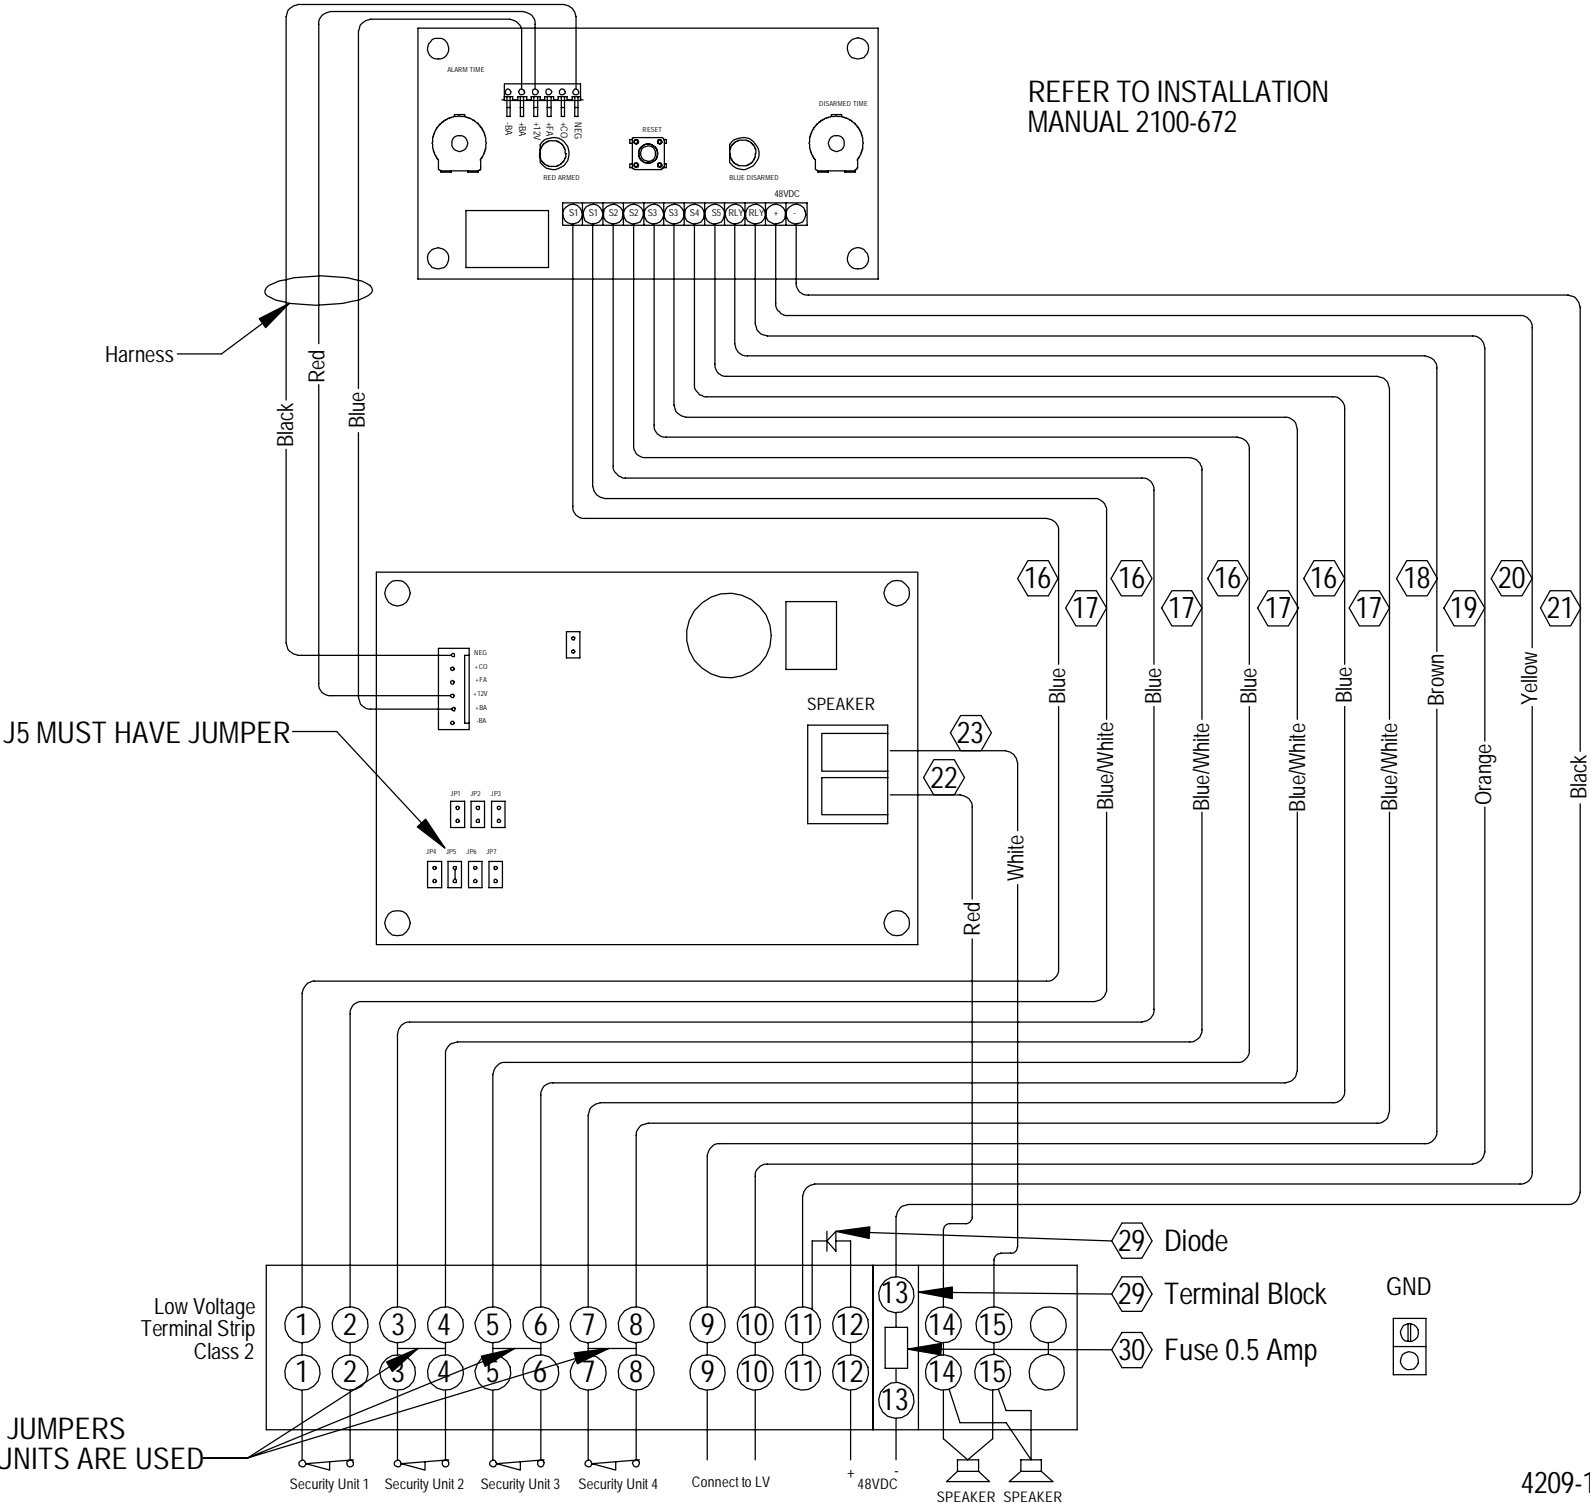 REFER TO INSTALLATION
MANUAL 2100-672
ALARM TIME
DISARMED TIME
-BA
+BA
+12V
+FA
+CO
NEG
RESET
RED ARMED
BLUE DISARMED
48VDC
S1 S1 S2 S2 S3 S3 S4 S5 RLY RLY + -
Harness
Black
Red
Blue
16 17 16 17 16 17 16 17 18 19 20 21
NEG
+CO
+FA
+12V
+BA
-BA
SPEAKER
23
22
J5 MUST HAVE JUMPER
JP1 JP2 JP3
JP4 JP5 JP6 JP7
White
Red
Blue
Blue/White
Blue
Blue/White
Blue
Blue/White
Blue
Blue/White
Brown
Orange
Yellow
Black
29 Diode
29 Terminal Block
30 Fuse 0.5 Amp
GND
Low Voltage
Terminal Strip
Class 2
1 2 3 4 5 6 7 8 9 10 11 12 13 14 15
1 2 3 4 5 6 7 8 9 10 11 12 13 14 15
JUMPERS
UNITS ARE USED
Security Unit 1
Security Unit 2
Security Unit 3
Security Unit 4
Connect to LV
+ 48VDC -
SPEAKER SPEAKER
4209-1